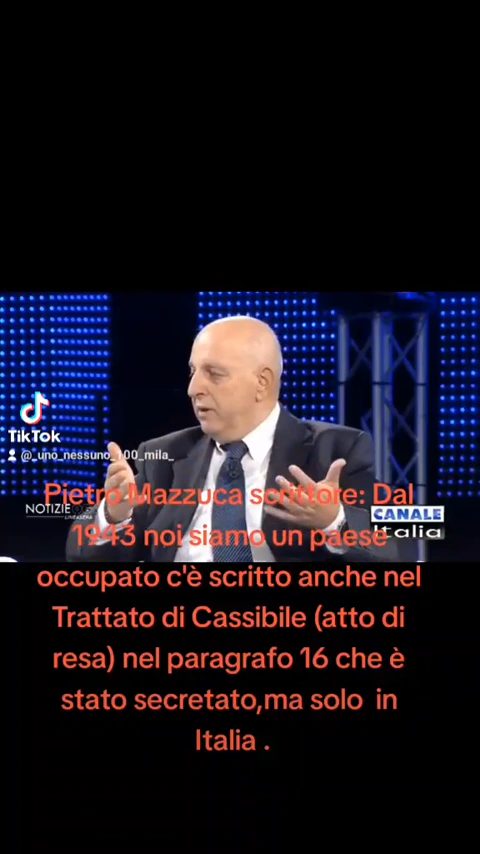 TikTok
@_uno_nessuno_100_mila_
Pietro Mazzuca scrittore: Dal
NOTIZIE
CANALE
1943 noi siamo un paese
Italia
occupato c'è scritto anche nel
Trattato di Cassibile (atto di
resa) nel paragrafo 16 che è
stato secretato,ma solo in
Italia .